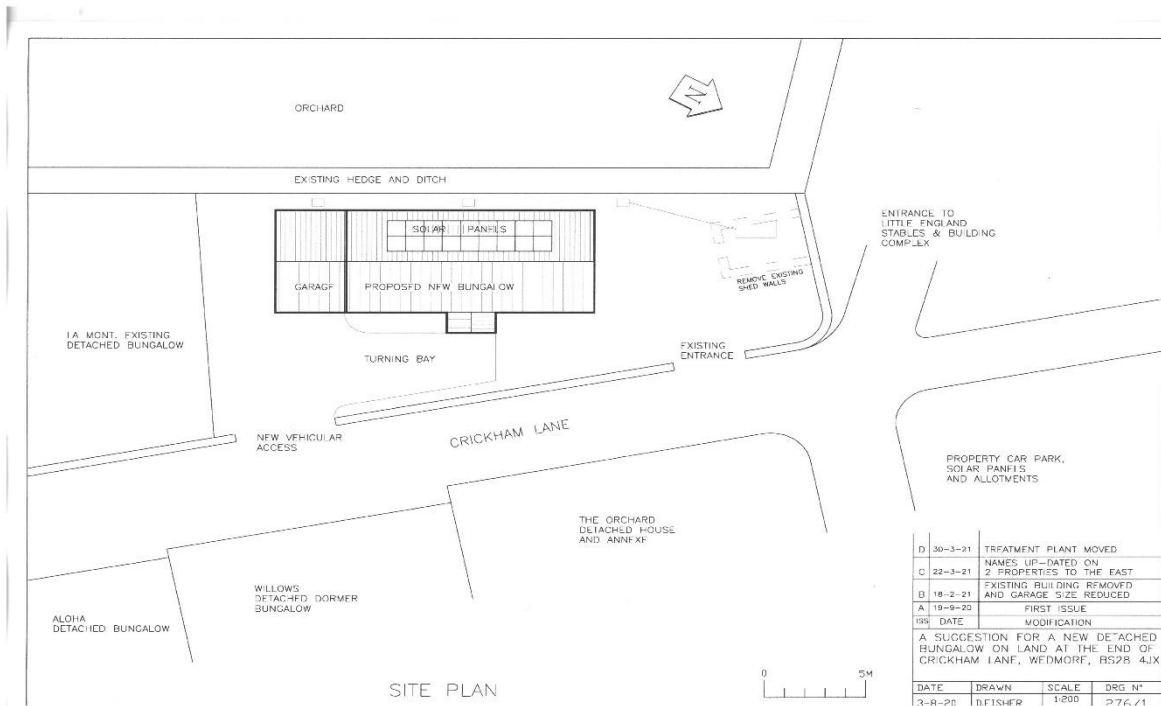 ORCHARD
N
EXISTING HEDGE AND DITCH
SOLAR PANELS
GARAGE
PROPOSED NEW BUNGALOW
REMOVE EXISTING
SHED WALLS
ENTRANCE TO
LITTLE ENGLAND
STABLES & BUILDING
COMPLEX
LA MONT. EXISTING
DETACHED BUNGALOW
TURNING BAY
EXISTING
ENTRANCE
NEW VEHICULAR
ACCESS
CRICKHAM LANE
PROPERTY CAR PARK,
SOLAR PANELS
AND ALLOTMENTS
THE ORCHARD
DETACHED HOUSE
AND ANNEXE
WILLOWS
DETACHED DORMER
BUNGALOW
ALOHA
DETACHED BUNGALOW
SITE PLAN
0 5M
D 30-3-21 TREATMENT PLANT MOVED
C 22-3-21 NAMES UP-DATED ON
2 PROPERTIES TO THE EAST
B 18-2-21 EXISTING BUILDING REMOVED
AND GARAGE SIZE REDUCED
A 19-9-20 FIRST ISSUE
ISS DATE MODIFICATION
A SUGGESTION FOR A NEW DETACHED
BUNGALOW ON LAND AT THE END OF
CRICKHAM LANE, WEDMORE, BS28 4JX
DATE DRAWN SCALE DRG N°
3-8-20 D.FISHER 1:200 276/1